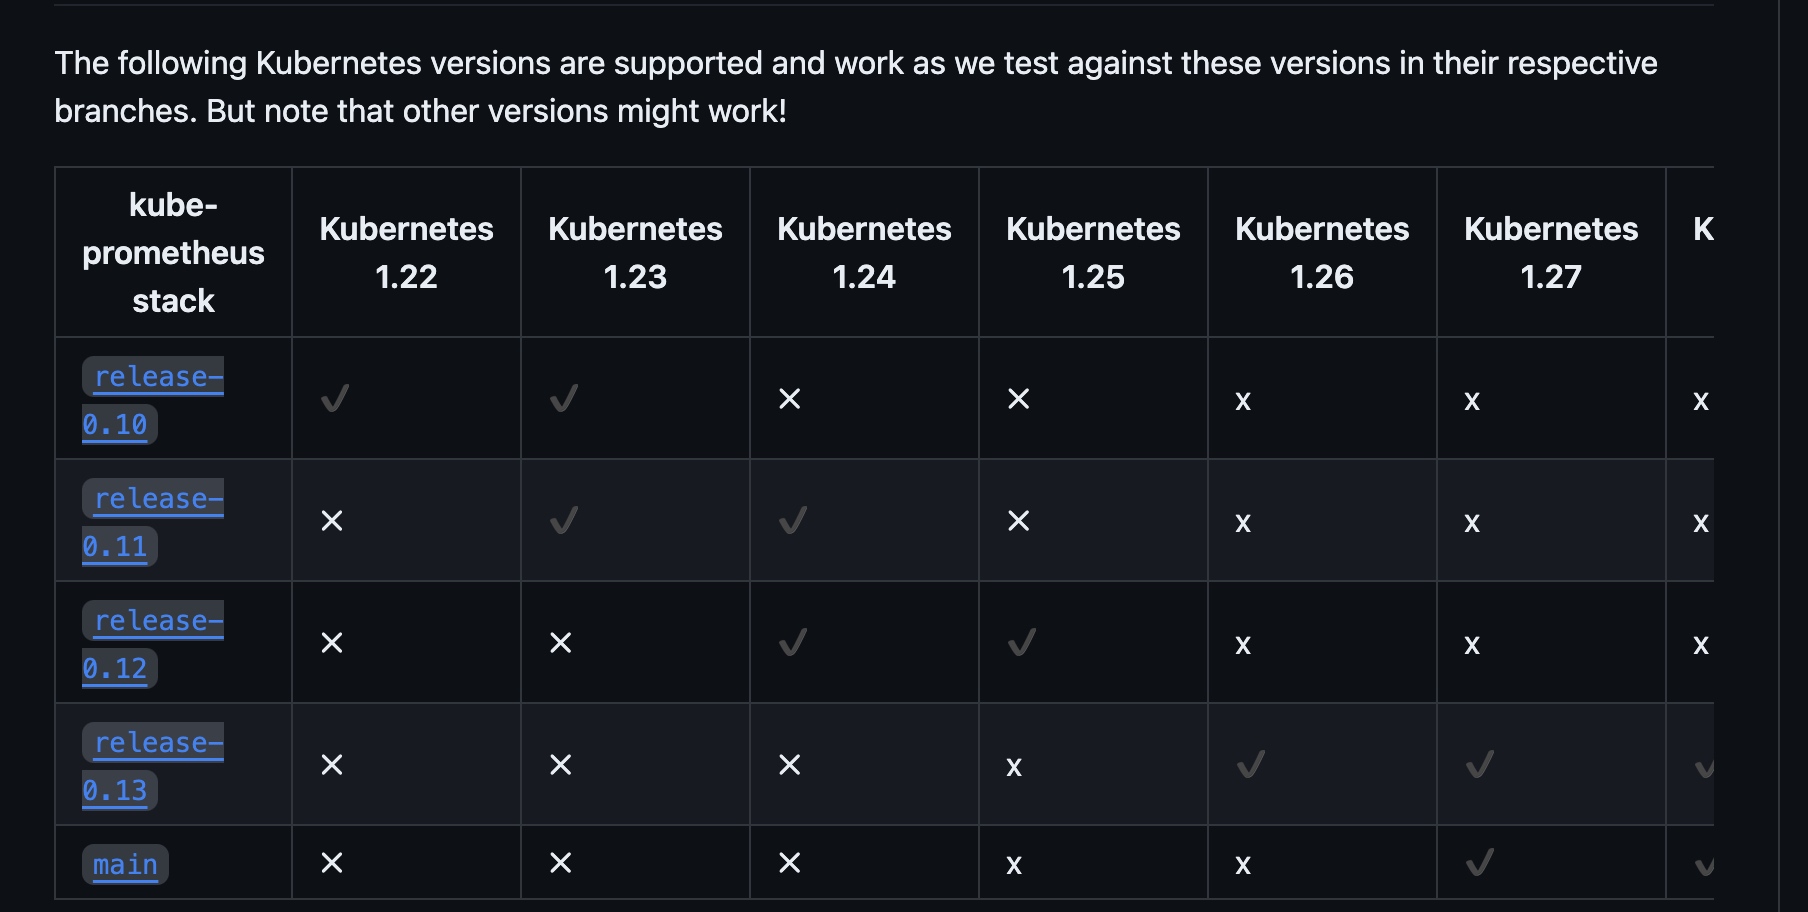 The following Kubernetes versions are supported and work as we test against these versions in their respective
branches. But note that other versions might work!
kube-
prometheus
stack
Kubernetes
1.22
Kubernetes
1.23
Kubernetes
1.24
Kubernetes
1.25
Kubernetes
1.26
Kubernetes
1.27
K
release-
0.10
✔ ✔ ✗ ✗ x x x
release-
0.11
✗ ✔ ✔ ✗ x x x
release-
0.12
✗ ✗ ✔ ✔ x x x
release-
0.13
✗ ✗ ✗ x ✔ ✔ ✔
main
✗ ✗ ✗ x x ✔ ✔